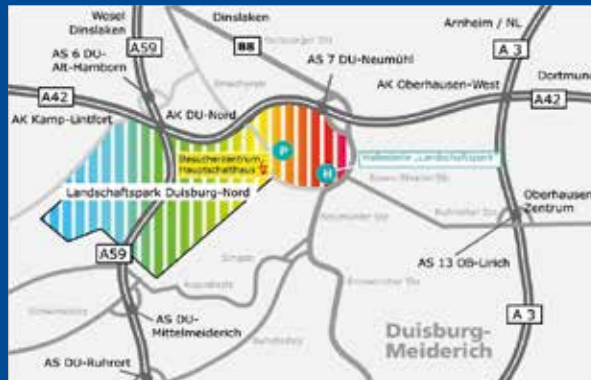 Wesel
Dinslaken
Dinslaken
Arnheim / NL
A59
B8
A 3
AS 6 DU-
Alt-Hamborn
AS 7 DU-Neumühl
AK Oberhausen-West
Dortmund
A42
A42
AK Kamp-Lintfort
AK DU-Nord
Besucherzentrum,
Hauptschalthaus
P
H
Haltestelle „Landschaftspark"
Landschaftspark Duisburg-Nord
Oberhausen
Zentrum
A59
AS 13 OB-Lirich
AS DU-
Mittelmeiderich
A 3
Duisburg-
Meiderich
AS DU-Ruhrort